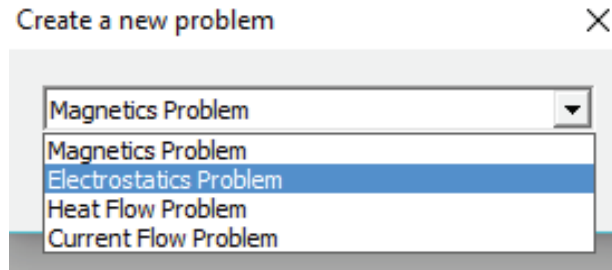 Create a new problem
Magnetics Problem
Magnetics Problem
Electrostatics Problem
Heat Flow Problem
Current Flow Problem